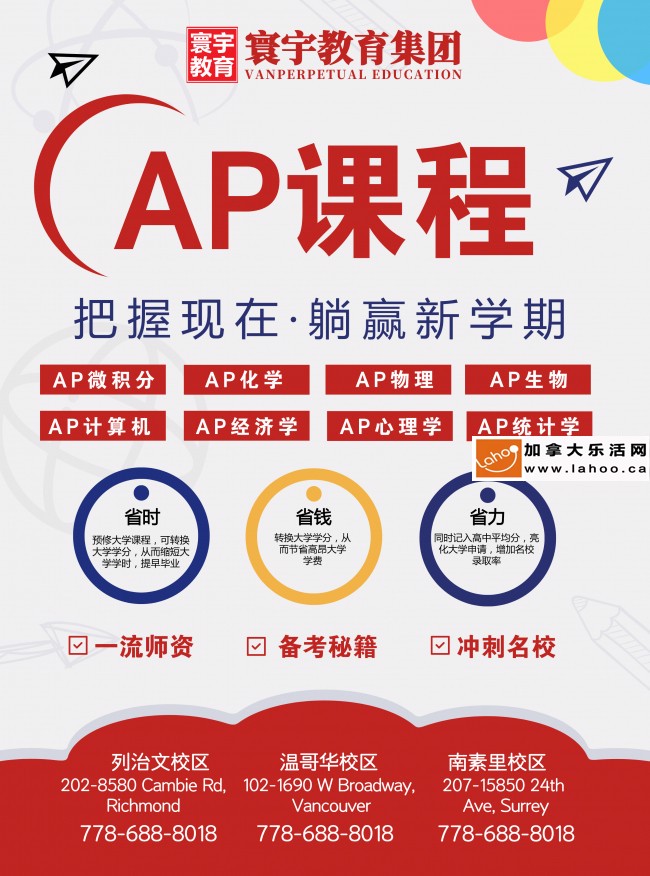 寰宇
教育
寰宇教育集团
VANPERPETUAL EDUCATION
AP课程
把握现在·躺赢新学期
AP微积分 AP化学 AP物理 AP生物
AP计算机 AP经济学 AP心理学 AP统计学
Lahoo
加拿大乐活网
www.lahoo.ca
省时
预修大学课程，可转换
大学学分，从而缩短大
学学时，提早毕业
省钱
转换大学学分，从
而节省高昂大学
学费
省力
同时记入高中平均分，亮
化大学申请，增加名校
录取率
一流师资 备考秘籍 冲刺名校
列治文校区
202-8580 Cambie Rd,
Richmond
778-688-8018
温哥华校区
102-1690 W Broadway,
Vancouver
778-688-8018
南素里校区
207-15850 24th
Ave, Surrey
778-688-8018